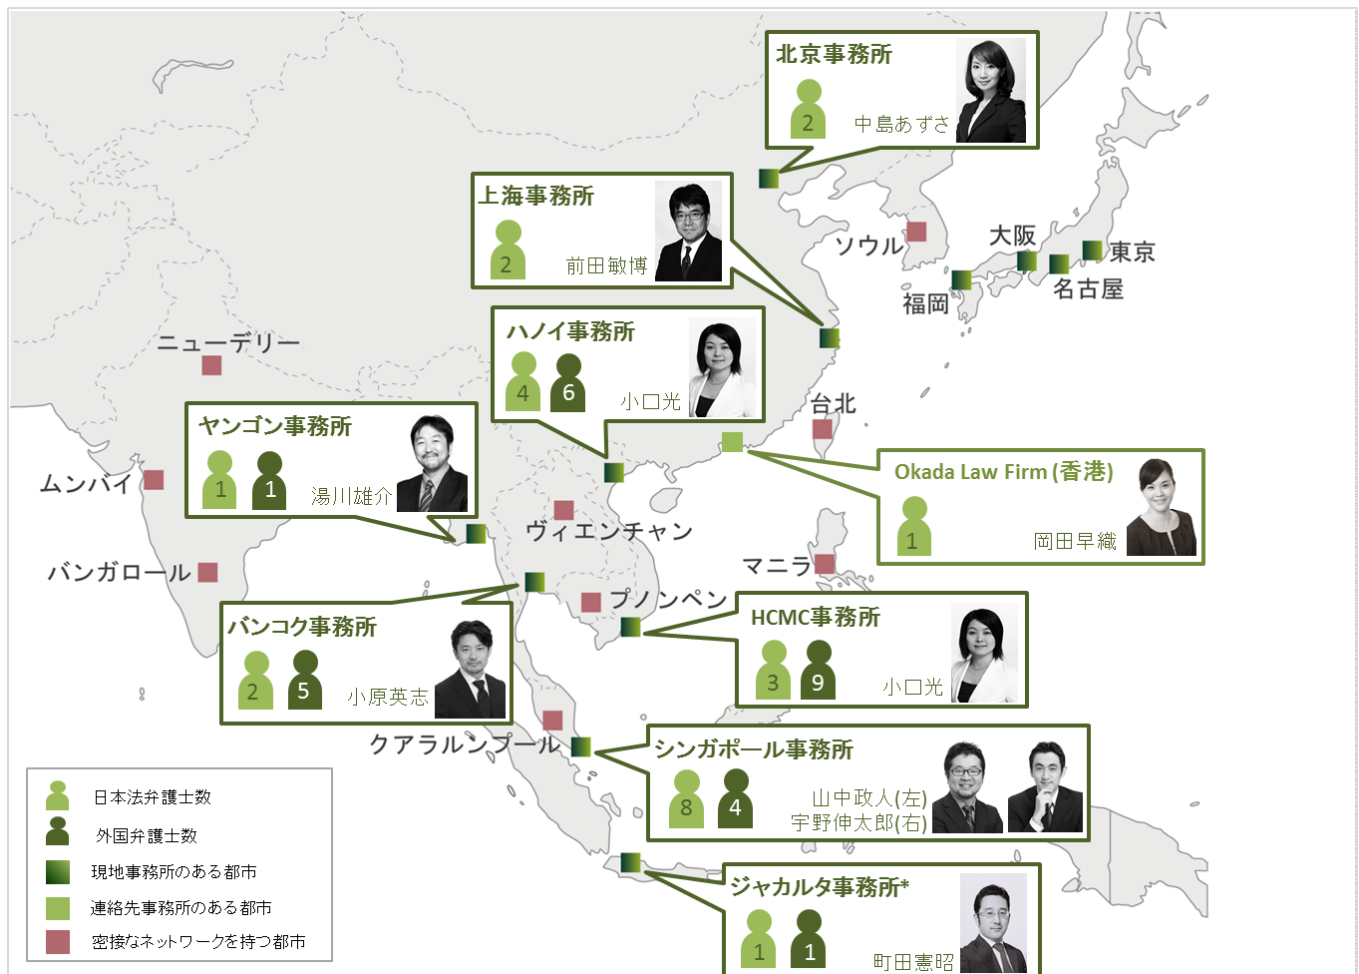 北京事務所
2
中島あずさ
上海事務所
2
前田敏博
ソウル
大阪
東京
名古屋
福岡
ハノイ事務所
4
6
小口光
ニューデリー
台北
ヤンゴン事務所
1
1
湯川雄介
ムンバイ
Okada Law Firm (香港)
1
岡田早織
ヴィエンチャン
マニラ
バンガロール
プノンペン
バンコク事務所
2
5
小原英志
HCMC事務所
3
9
小口光
クアラルンプール
シンガポール事務所
8
4
山中政人(左)
宇野伸太郎(右)
ジャカルタ事務所*
1
1
町田憲昭
日本法弁護士数
外国弁護士数
現地事務所のある都市
連絡先事務所のある都市
密接なネットワークを持つ都市